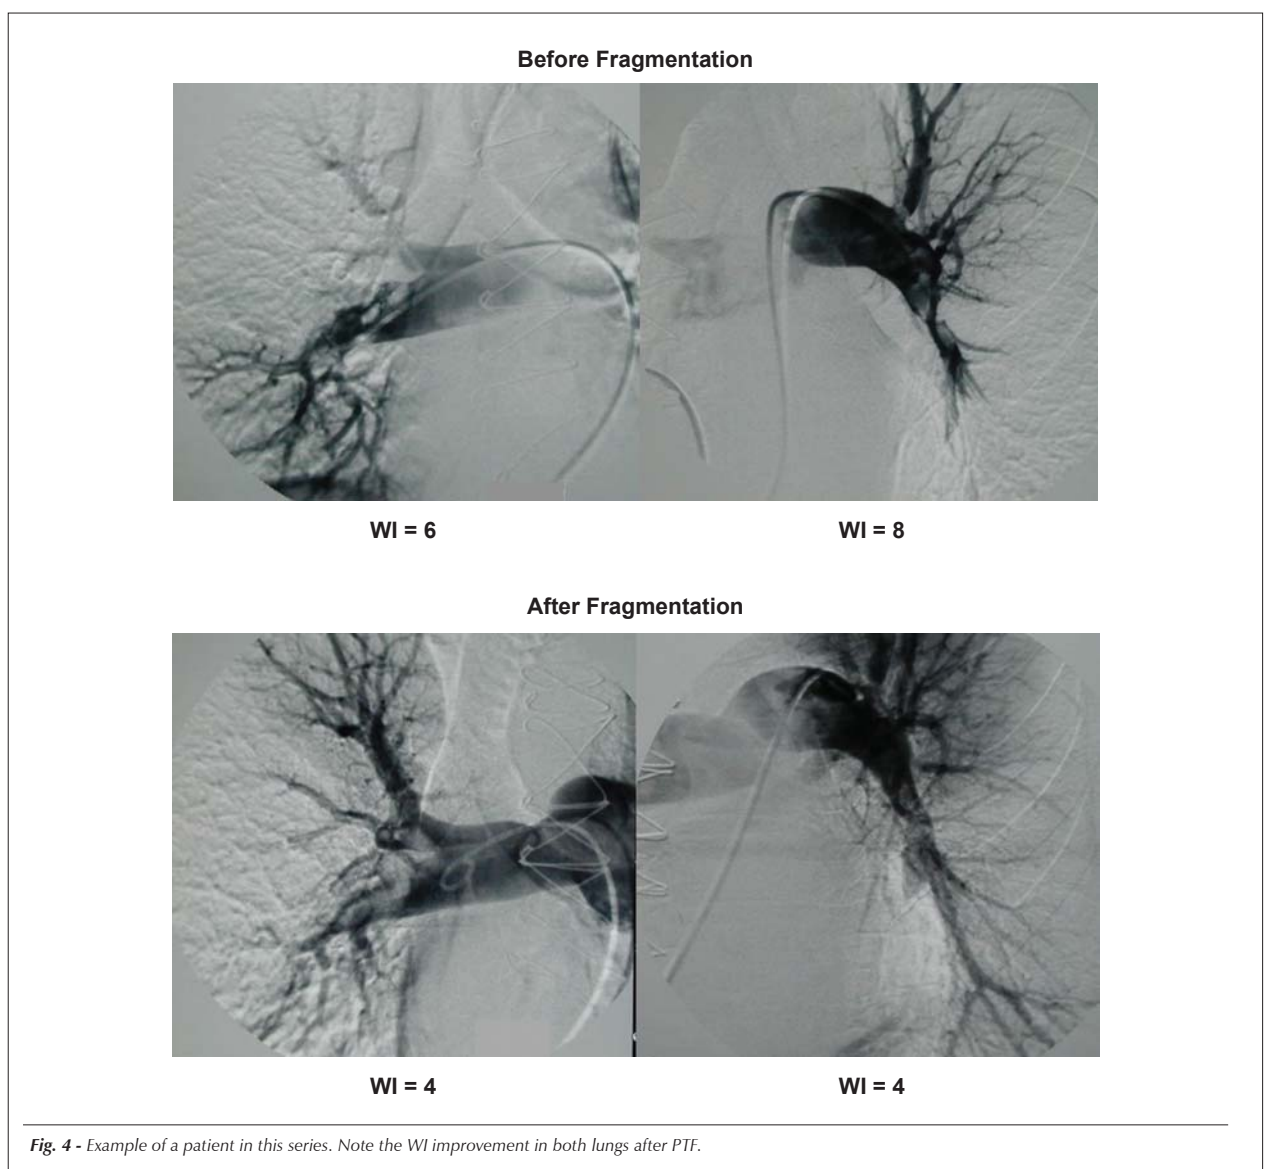 Before Fragmentation
WI = 6
WI = 8
After Fragmentation
WI = 4
WI = 4
Fig. 4 - Example of a patient in this series. Note the WI improvement in both lungs after PTF.